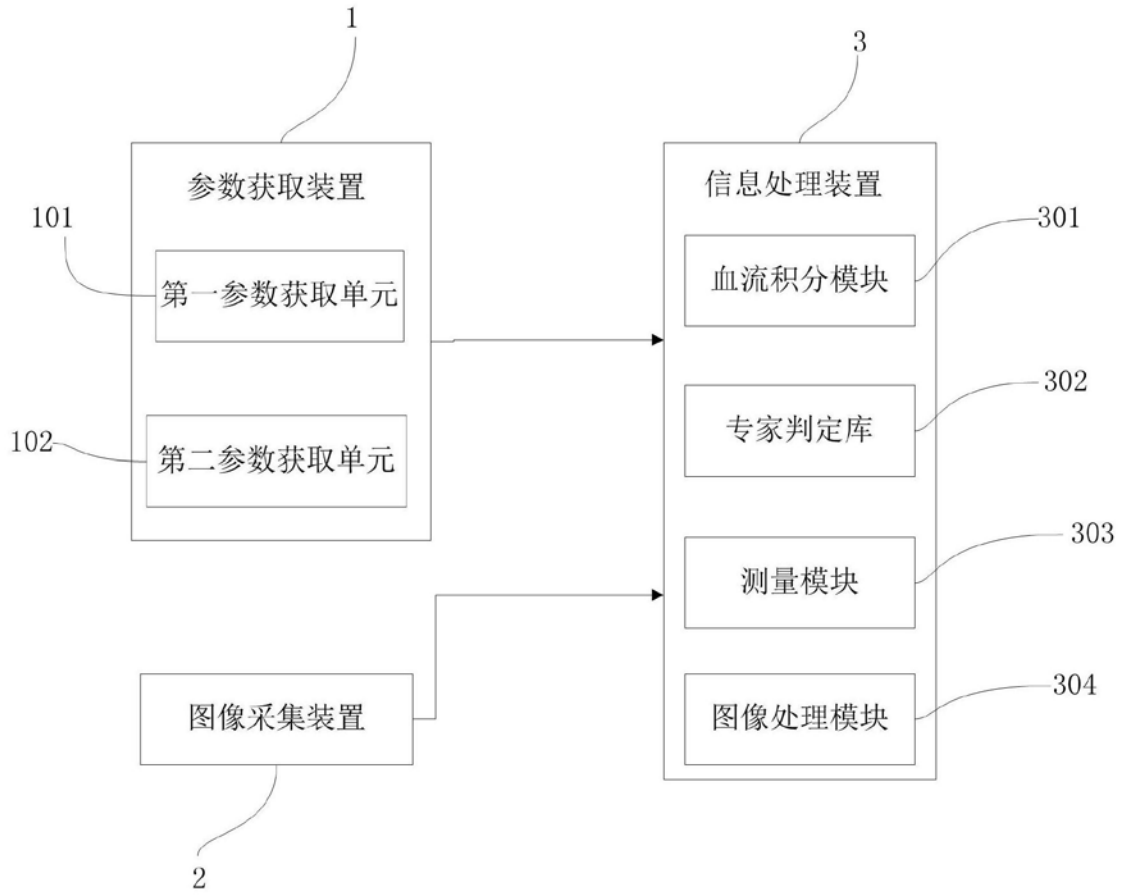 1
3
参数获取装置
信息处理装置
101
301
第一参数获取单元
血流积分模块
302
专家判定库
102
第二参数获取单元
303
测量模块
304
图像采集装置
图像处理模块
2